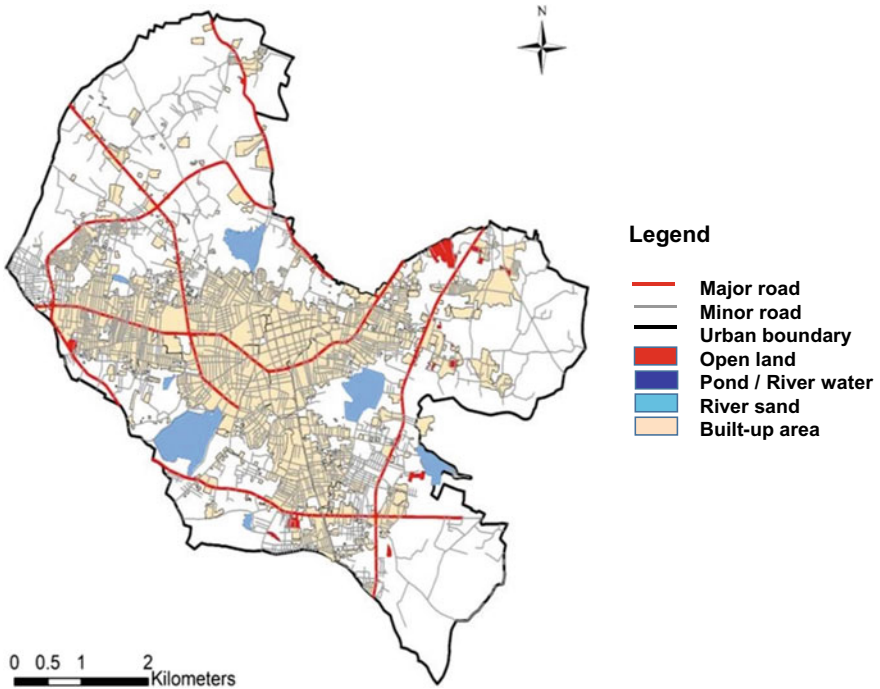 N
Legend
Major road
Minor road
Urban boundary
Open land
Pond / River water
River sand
Built-up area
0 0.5 1 2
Kilometers